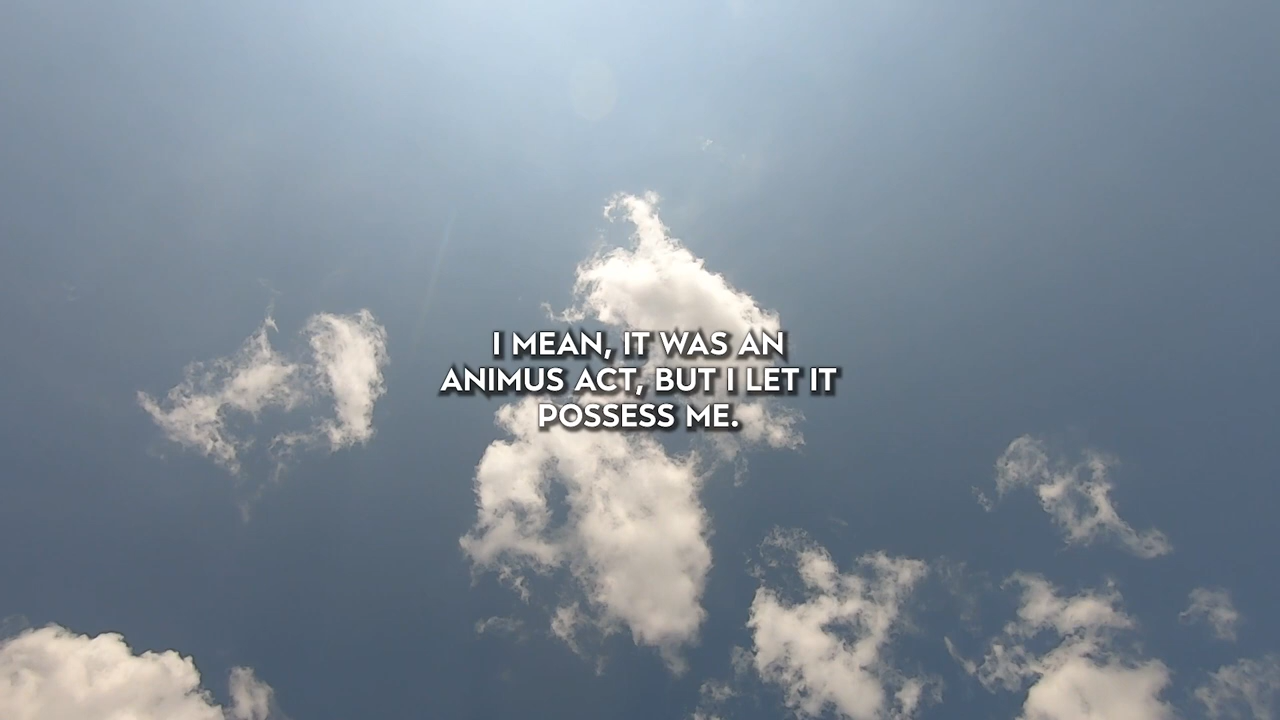 I MEAN, IT WAS AN
ANIMUS ACT, BUT I LET IT
POSSESS ME.